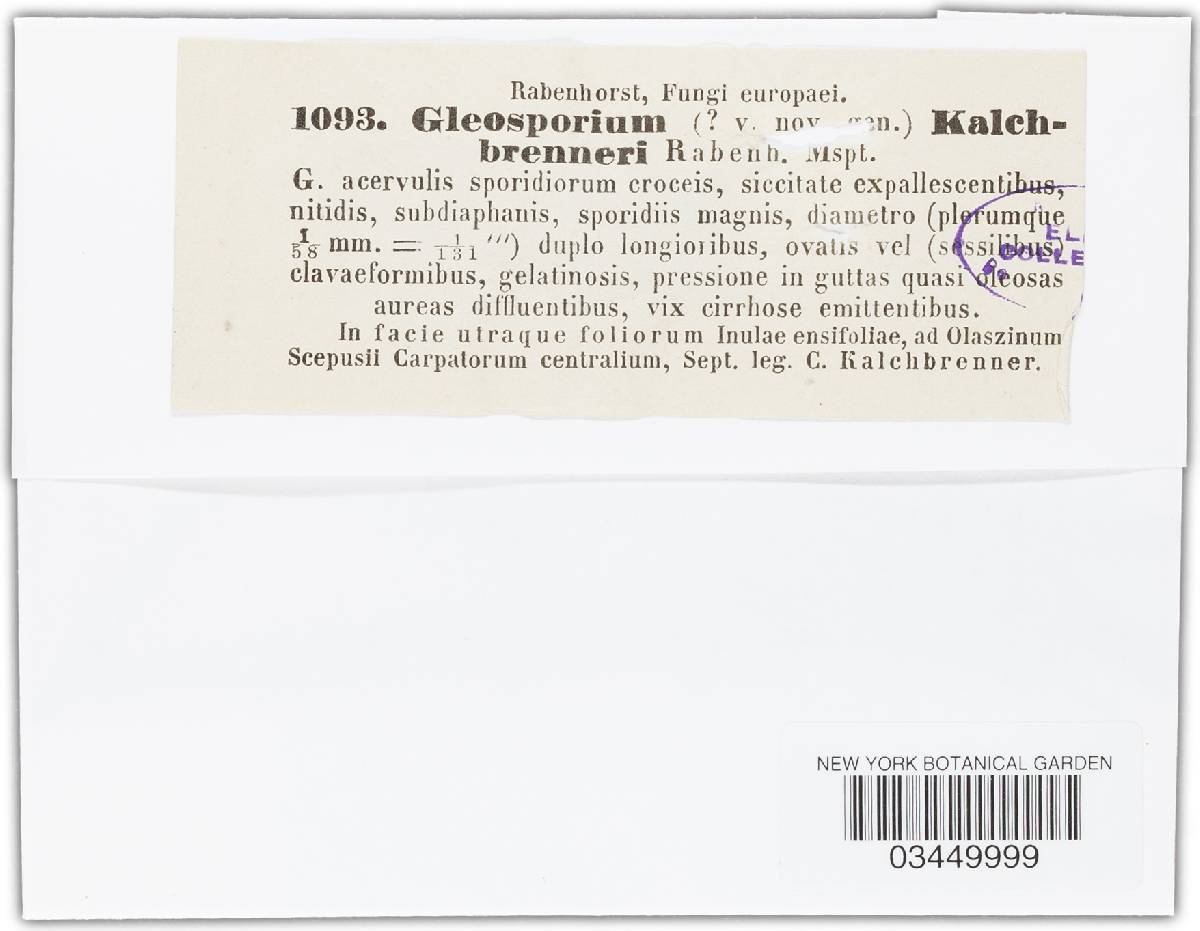 Rabenhorst, Fungi europaei.
1093. Gleosporium (? v. nov. gen.) Kalch-
brenneri Rabenh. Mspt.
G. acervulis sporidiorum croceis, siccitate expallescentibus,
nitidis, subdiaphanis, sporidiis magnis, diametro (plerumque
1/58 mm. = 1/131 ′′′) duplo longioribus, ovatis vel (sessilibus)
clavaeformibus, gelatinosis, pressione in guttas quasi oleosas
aureas diffluentibus, vix cirrhose emittentibus.
In facie utraque foliorum Inulae ensifoliae, ad Olaszinum
Scepusii Carpatorum centralium, Sept. leg. C. Kalchbrenner.
EL
COLLE
NEW YORK BOTANICAL GARDEN
03449999